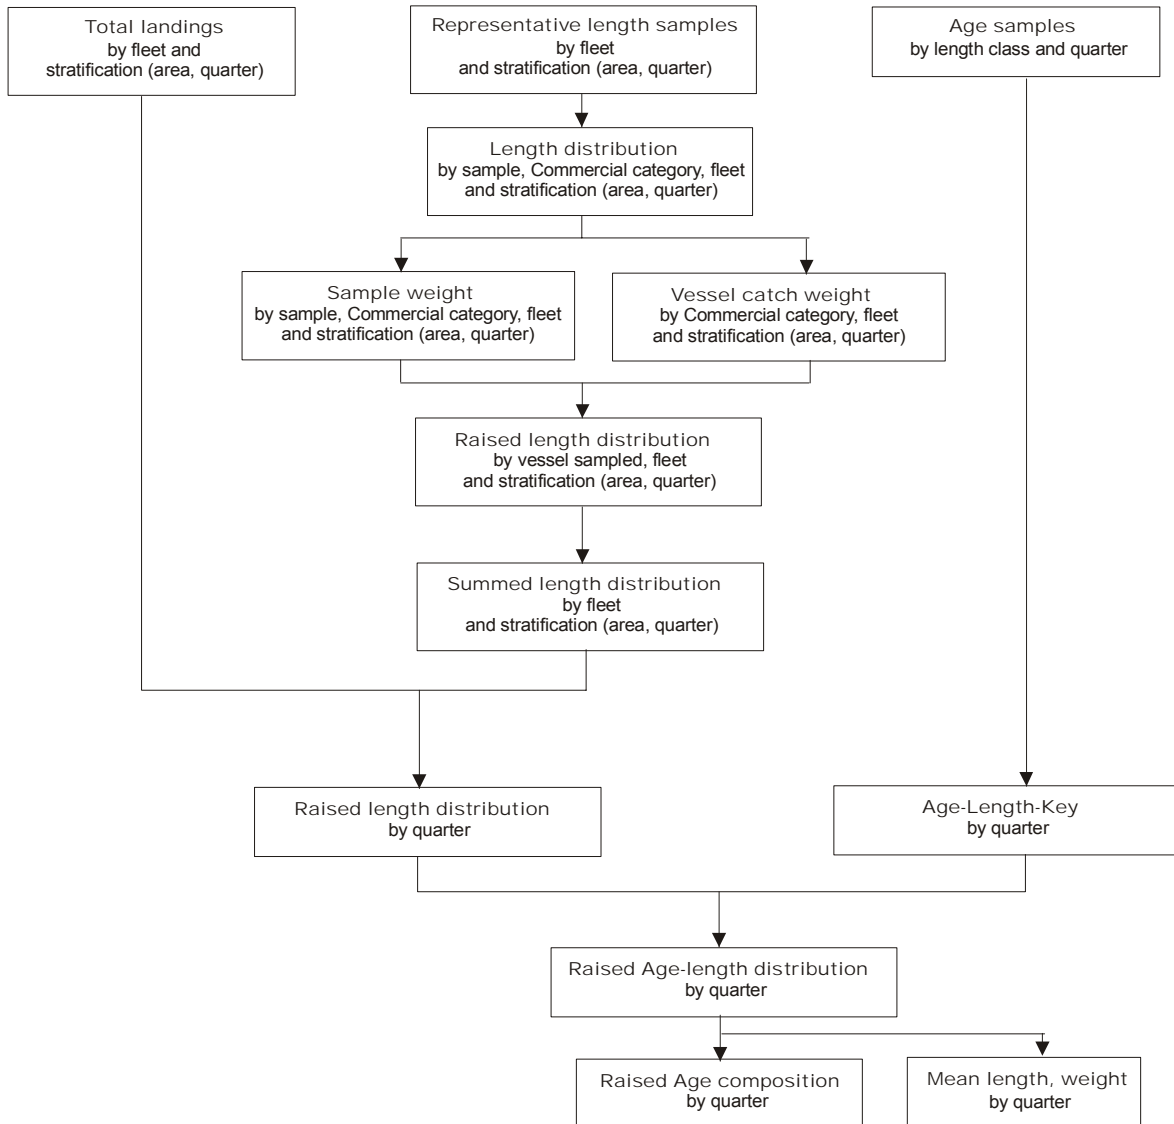 Total landings
by fleet and
stratification (area, quarter)
Representative length samples
by fleet
and stratification (area, quarter)
Age samples
by length class and quarter
Length distribution
by sample, Commercial category, fleet
and stratification (area, quarter)
Sample weight
by sample, Commercial category, fleet
and stratification (area, quarter)
Vessel catch weight
by Commercial category, fleet
and stratification (area, quarter)
Raised length distribution
by vessel sampled, fleet
and stratification (area, quarter)
Summed length distribution
by fleet
and stratification (area, quarter)
Raised length distribution
by quarter
Age-Length-Key
by quarter
Raised Age-length distribution
by quarter
Raised Age composition
by quarter
Mean length, weight
by quarter